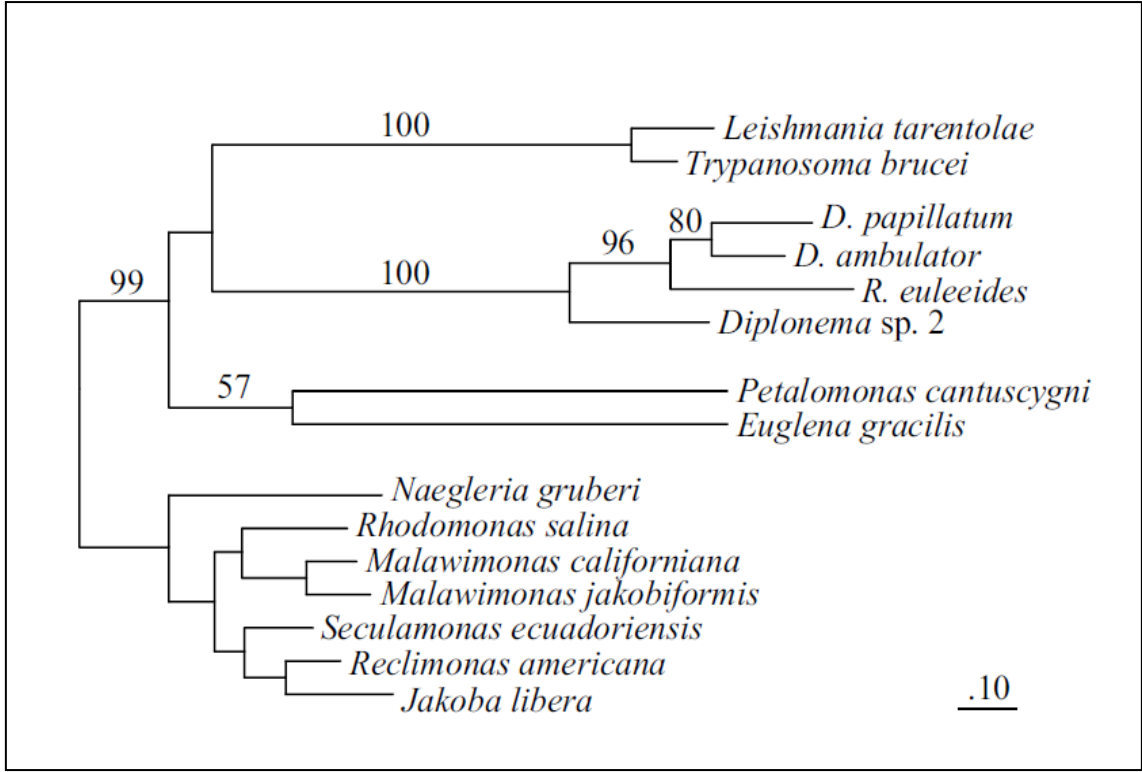 100
Leishmania tarentolae
Trypanosoma brucei
80
D. papillatum
96
D. ambulator
99
100
R. euleeides
Diplonema sp. 2
57
Petalomonas cantuscygni
Euglena gracilis
Naegleria gruberi
Rhodomonas salina
Malawimonas californiana
Malawimonas jakobiformis
Seculamonas ecuadoriensis
Reclimonas americana
Jakoba libera
.10